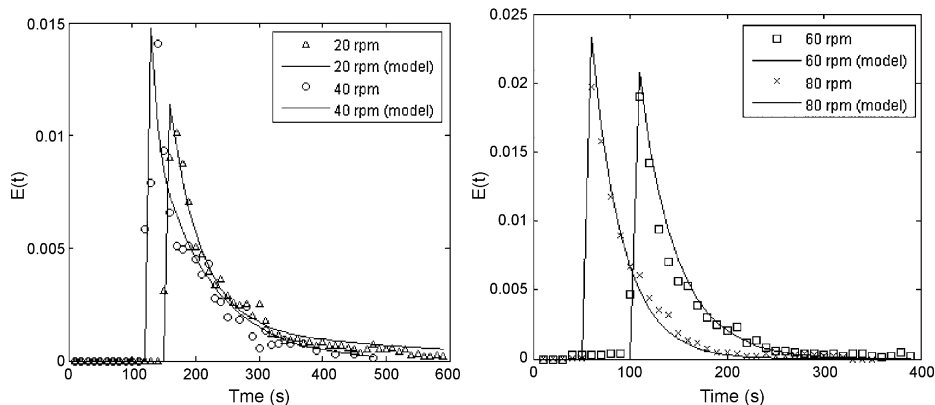 0.015
0.01
0.005
0
E(t)
0
100
200
300
400
500
600
Tme (s)
20 rpm
20 rpm (model)
40 rpm
40 rpm (model)
0.025
0.02
0.015
0.01
0.005
0
E(t)
0
100
200
300
400
Time (s)
60 rpm
60 rpm (model)
80 rpm
80 rpm (model)